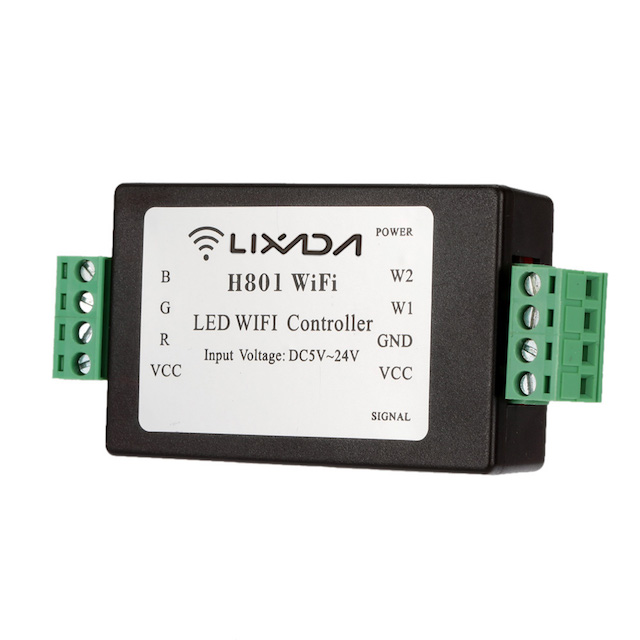 LIXADA
POWER
H801 WiFi
LED WIFI Controller
Input Voltage: DC5V~24V
B
G
R
VCC
W2
W1
GND
VCC
SIGNAL